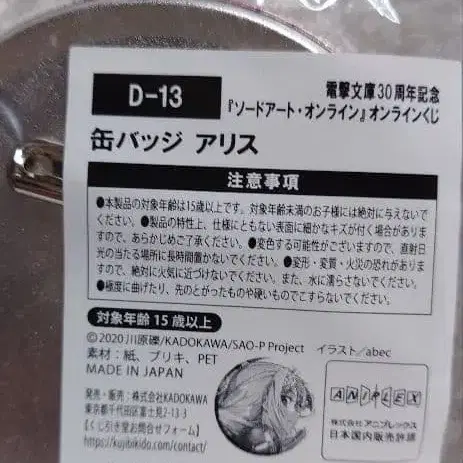 D-13
電撃文庫30周年記念
『ソードアート・オンライン』オンラインくじ
缶バッジ アリス
注意事項
●本製品の対象年齢は15歳以上です。対象年齢未満のお子様には絶対に与えないで
ください。●製品の特性上、仕様にともない表面に細かなキズが付く場合がありま
すので、あらかじめご了承ください。●変色する可能性がございますので、直射日
光の当たる場所に長時間置かないでください。●変形・変質・火災の恐れがありま
すので、絶対に火気に近づけないでください。また、水に濡らさないでください。
●極度に曲げたり、先のとがったものや硬いものでこすらないでください。
対象年齢15歳以上
©2020 川原礫/KADOKAWA/SAO-P Project イラスト/abec
素材：紙、ブリキ、PET
MADE IN JAPAN
発売・販売：株式会社KADOKAWA
東京都千代田区富士見2-13-3
【くじ引き堂お問合せフォーム】
https://kujibikido.com/contact/
ANIPLEX
株式会社 アニプレックス
日本国内販売許諾